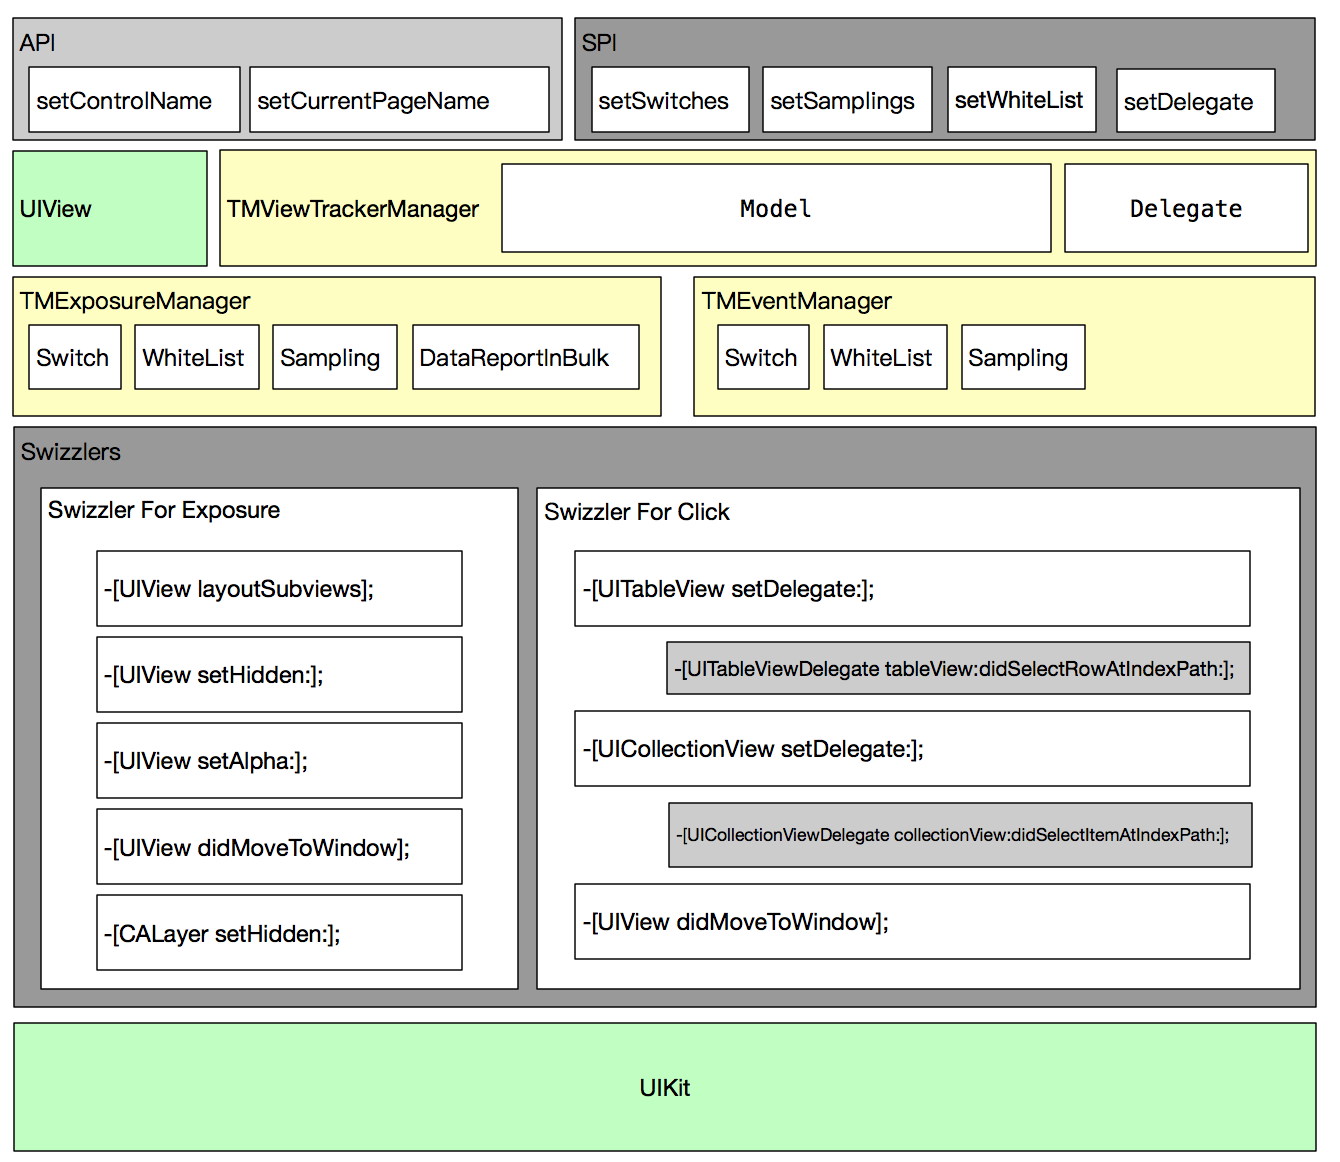 API
setControlName
setCurrentPageName
SPI
setSwitches
setSamplings
setWhiteList
setDelegate
UIView
TMViewTrackerManager
Model
Delegate
TMExposureManager
Switch
WhiteList
Sampling
DataReportInBulk
TMEventManager
Switch
WhiteList
Sampling
Swizzlers
Swizzler For Exposure
-[UIView layoutSubviews];
-[UIView setHidden:];
-[UIView setAlpha:];
-[UIView didMoveToWindow];
-[CALayer setHidden:];
Swizzler For Click
-[UITableView setDelegate:];
-[UITableViewDelegate tableView:didSelectRowAtIndexPath:];
-[UICollectionView setDelegate:];
-[UICollectionViewDelegate collectionView:didSelectItemAtIndexPath:];
-[UIView didMoveToWindow];
UIKit